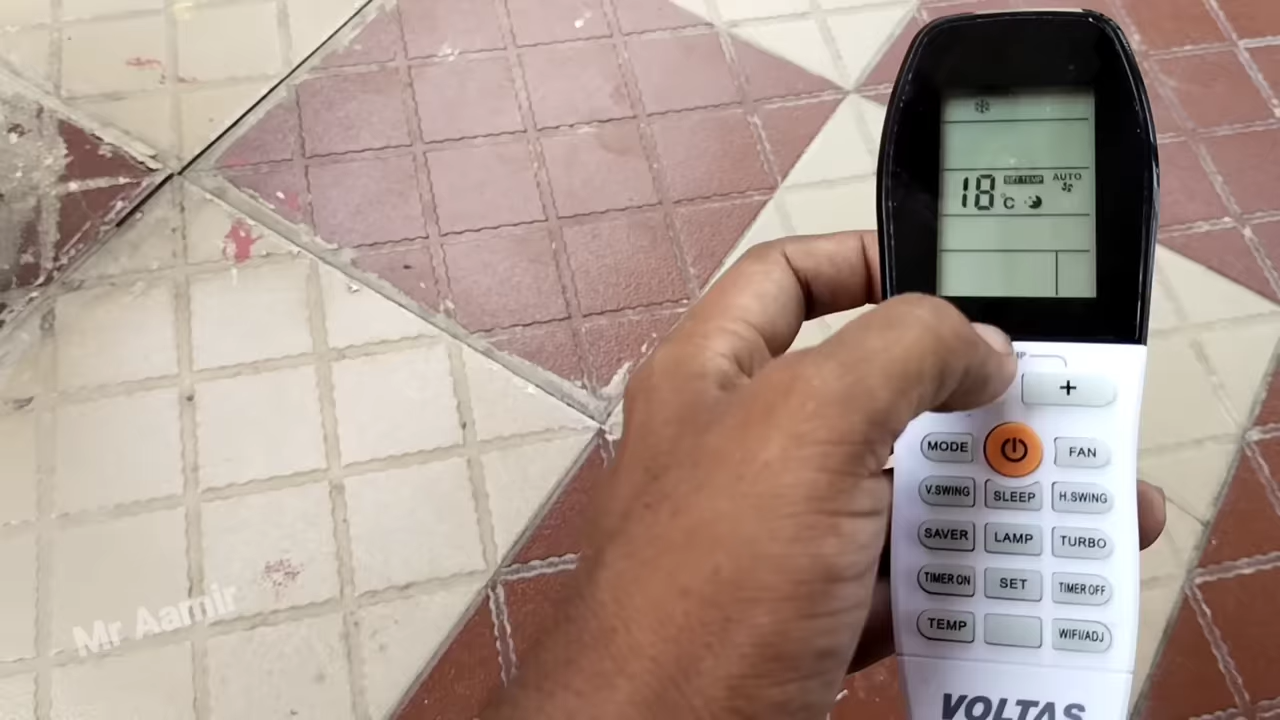 18 °C SET TEMP AUTO
+
MODE FAN
V.SWING SLEEP H.SWING
SAVER LAMP TURBO
TIMER ON SET TIMER OFF
TEMP WIFI/ADJ
VOLTAS
Mr Aamir